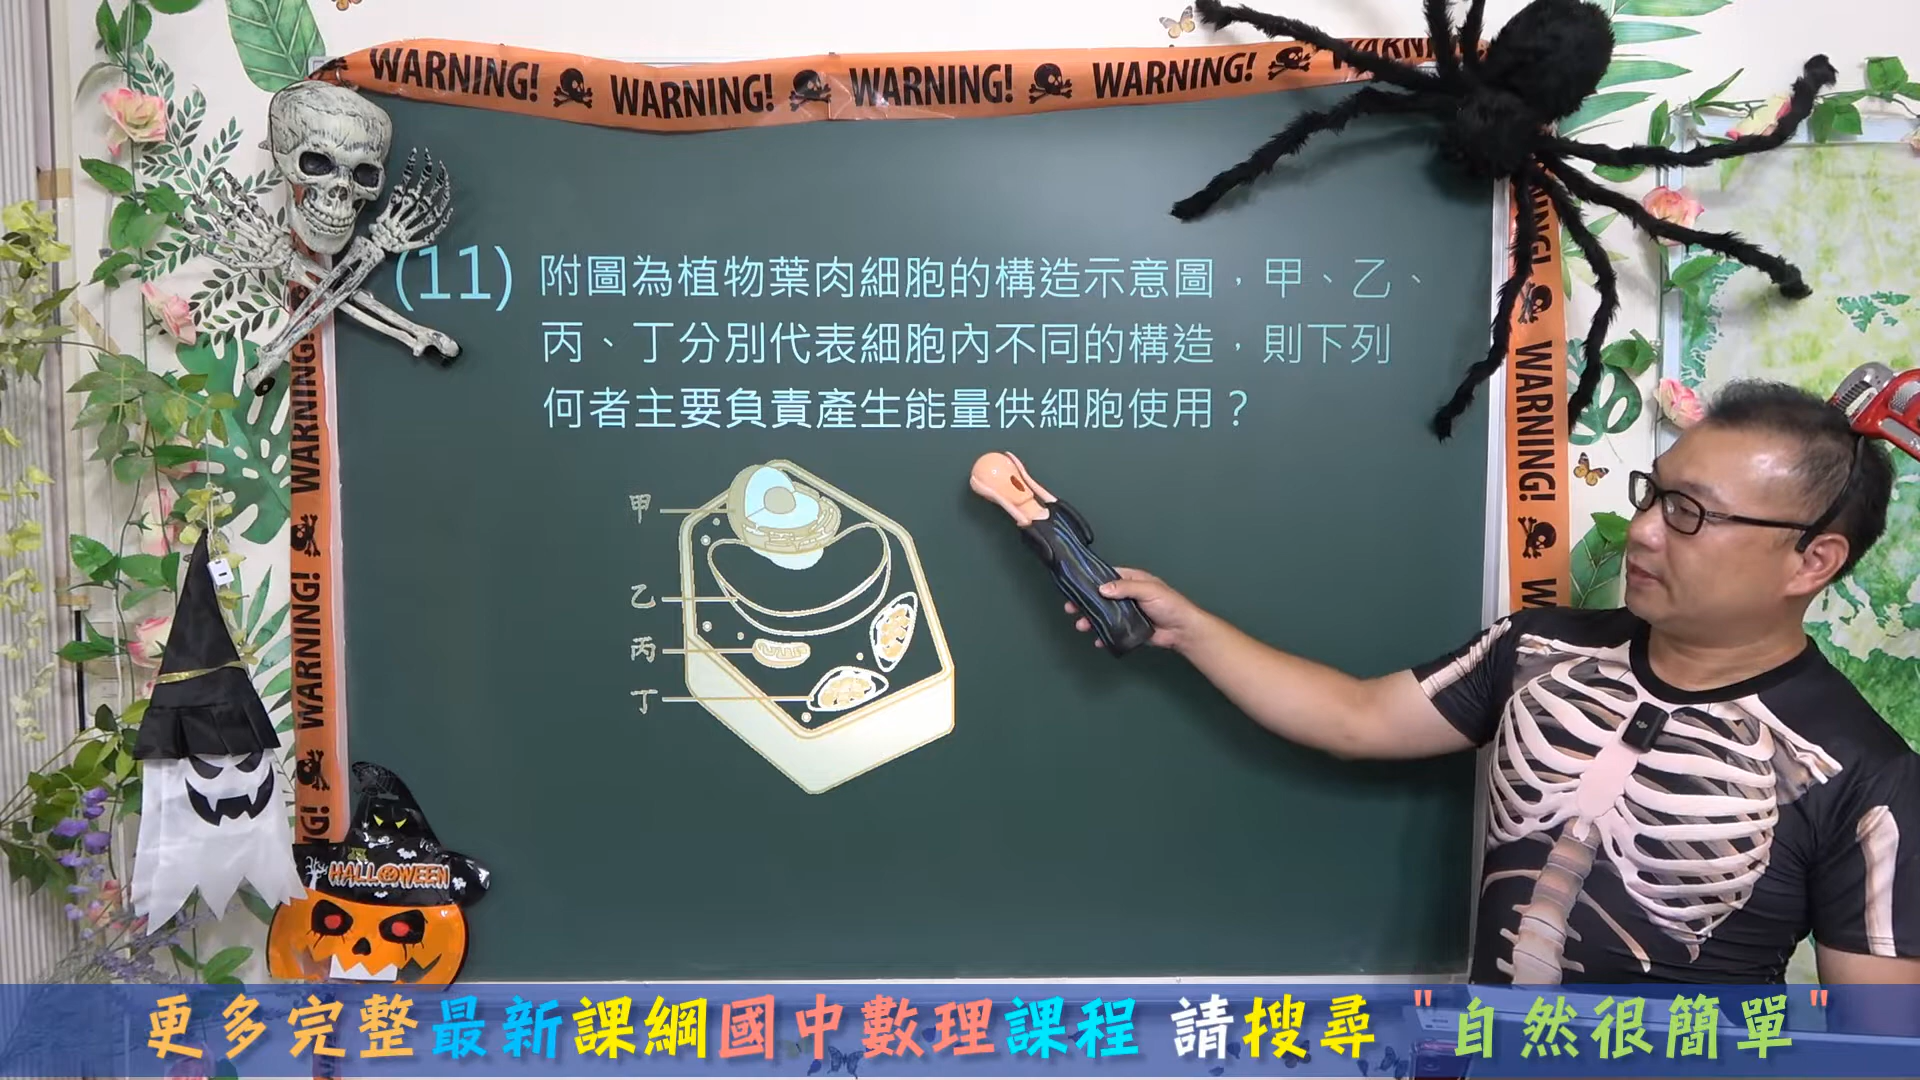 WARNING! WARNING! WARNING! WARNING!
(11) 附圖為植物葉肉細胞的構造示意圖，甲、乙、
丙、丁分別代表細胞內不同的構造，則下列
何者主要負責產生能量供細胞使用？
甲
乙
丙
丁
WARNING!
WARNING!
WARNING!
WARNING!
HALLOWEEN
更多完整最新課綱國中數理課程 請搜尋 "自然很簡單"